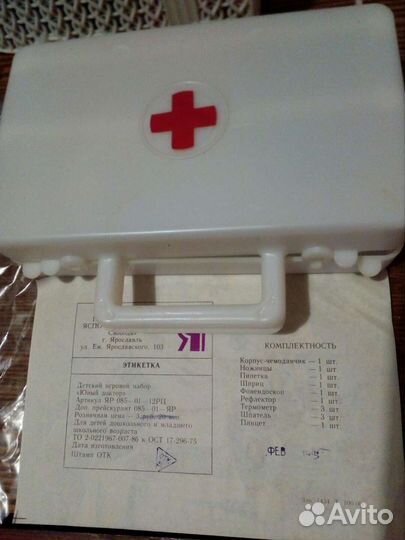 г. Ярославль
ул. Ем. Ярославского, 103
ЭТИКЕТКА
Детский игровой набор
«Юный доктор»
Артикул ЯР 085—01—12РЦ
Доп. прейскурант 085—01—ЯР
Розничная цена —
Для детей дошкольного и младшего
школьного возраста
ТО 2-0221967-007-86 к ОСТ 17-296-75
Дата изготовления
Штамп ОТК
ОТК
КОМПЛЕКТНОСТЬ
Корпус-чемоданчик — 1 шт.
Ножницы — 1 шт.
Пипетка — 1 шт.
Шприц — 1 шт.
Фонендоскоп — 1 шт.
Рефлектор — 1 шт.
Термометр — 3 шт.
Шпатель — 3 шт.
Пинцет — 1 шт.
ФЕВ
Avito